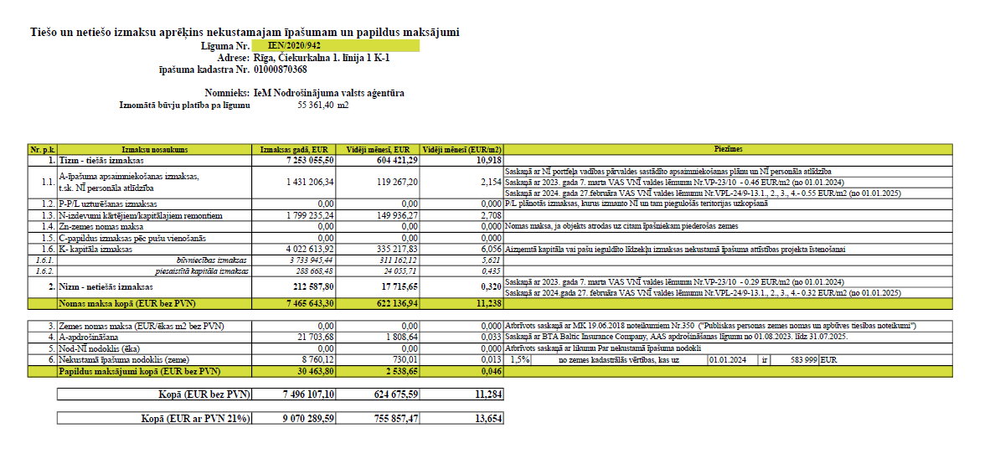 Tiešo un netiešo izmaksu aprēķins nekustamajam īpašumam un papildus maksājumi
Līguma Nr. IEN/2020/942
Adrese: Rīga, Čiekurkalna 1. līnija 1 K-1
īpašuma kadastra Nr. 01000870368
Nomnieks: IeM Nodrošinājuma valsts aģentūra
Iznomātā būvju platība pa līgumu 55 361,40 m2
Nr. p.k. Izmaksu nosaukums Izmaksas gadā, EUR Vidēji mēnesī, EUR Vidēji mēnesī (EUR/m2) Piezīmes
1. Tizm - tiešās izmaksas 7 253 055,50 604 421,29 10,918
1.1. A-īpašuma apsaimniekošanas izmaksas, t.sk. NĪ personāla atlīdzība 1 431 206,34 119 267,20 2,154
Saskaņā ar NĪ portfeļa vadības pārvaldes sastādīto apsaimniekošanas plānu un NĪ personāla atlīdzība
Saskaņā ar 2023. gada 7. marta VAS VNĪ valdes lēmumu Nr.VP-23/10 - 0.46 EUR/m2 (no 01.01.2024)
Saskaņā ar 2024. gada 27.februāra VAS VNĪ valdes lēmumu Nr.VPL-24/9-13.1., 2., 3., 4.- 0.55 EUR/m2 (no 01.01.2025)
1.2. P-P/L uzturēšanas izmaksas 0,00 0,00 0,000 P/L plānotās izmaksas, kurus izmanto NĪ un tam piegulošās teritorijas uzkopšanā
1.3. N-izdevumi kārtējiem/kapitālajiem remontiem 1 799 235,24 149 936,27 2,708
1.4. Zn-zemes nomas maksa 0,00 0,00 0,000 Nomas maksa, ja objekts atrodas uz citam īpašniekam piederošas zemes
1.5. C-papildus izmaksas pēc pušu vienošanās 0,00 0,00 0,000
1.6. K- kapitāla izmaksas 4 022 613,92 335 217,83 6,056 Aizņemtā kapitāla vai pašu ieguldīto līdzekļu izmaksas nekustamā īpašuma attīstības projekta īstenošanai
1.6.1. būvniecības izmaksas 3 733 945,44 311 162,12 5,621
1.6.2. piesaistītā kapitāla izmaksas 288 668,48 24 055,71 0,435
2. Nizm - netiešās izmaksas 212 587,80 17 715,65 0,320
Saskaņā ar 2023. gada 7. marta VAS VNĪ valdes lēmumu Nr.VP-23/10 - 0.29 EUR/m2 (no 01.01.2023)
Saskaņā ar 2024.gada 27. februāra VAS VNĪ valdes lēmumu Nr.VPL-24/9-13.1., 2., 3., 4.- 0.32 EUR/m2 (no 01.01.2025)
Nomas maksa kopā (EUR bez PVN) 7 465 643,30 622 136,94 11,238
3. Zemes nomas maksa (EUR/ēkas m2 bez PVN) 0,00 0,00 0,000 Atbrīvots saskaņā ar MK 19.06.2018 noteikumiem Nr.350 ("Publiskas personas zemes nomas un apbūves tiesības noteikumi")
4. A-apdrošināšana 21 703,68 1 808,64 0,033 Saskaņā ar BTA Baltic Insurance Company, AAS apdrošināšanas līgumu no 01.08.2023. līdz 31.07.2025.
5. Nod-NĪ nodoklis (ēka) 0,00 0,00 0,000 Atbrīvots saskaņā ar likumu Par nekustamā īpašuma nodokli
6. Nekustamā īpašuma nodoklis (zeme) 8 760,12 730,01 0,013 1,5% no zemes kadastrālās vērtības, kas uz 01.01.2024 ir 583 999 EUR
Papildus maksājumi kopā (EUR bez PVN) 30 463,80 2 538,65 0,046
Kopā (EUR bez PVN) 7 496 107,10 624 675,59 11,284
Kopā (EUR ar PVN 21%) 9 070 289,59 755 857,47 13,654